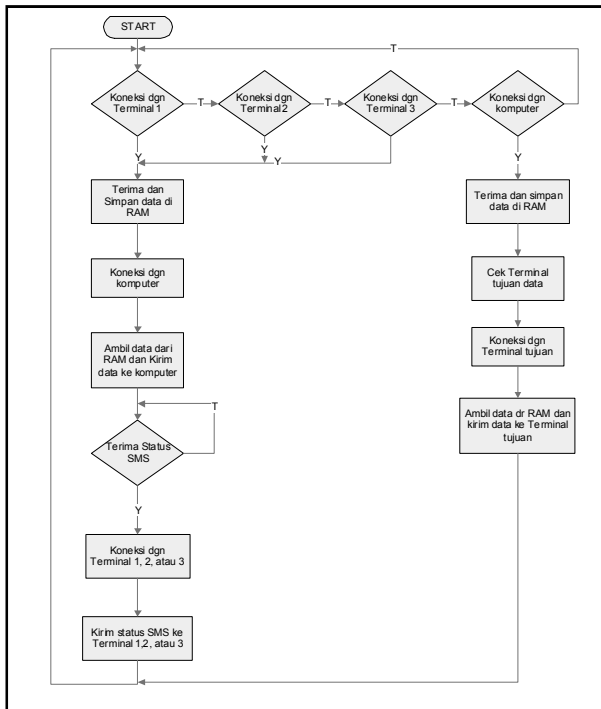 START
T
Koneksi dgn
Terminal 1
T
Koneksi dgn
Terminal 2
T
Koneksi dgn
Terminal 3
T
Koneksi dgn
komputer
Y
Y
Y
Y
Terima dan
Simpan data di
RAM
Terima dan simpan
data di RAM
Koneksi dgn
komputer
Cek Terminal
tujuan data
Ambil data dari
RAM dan Kirim
data ke komputer
Koneksi dgn
Terminal tujuan
T
Ambil data dr RAM dan
kirim data ke Terminal
tujuan
Terima Status
SMS
Y
Koneksi dgn
Terminal 1, 2, atau 3
Kirim status SMS ke
Terminal 1,2, atau 3